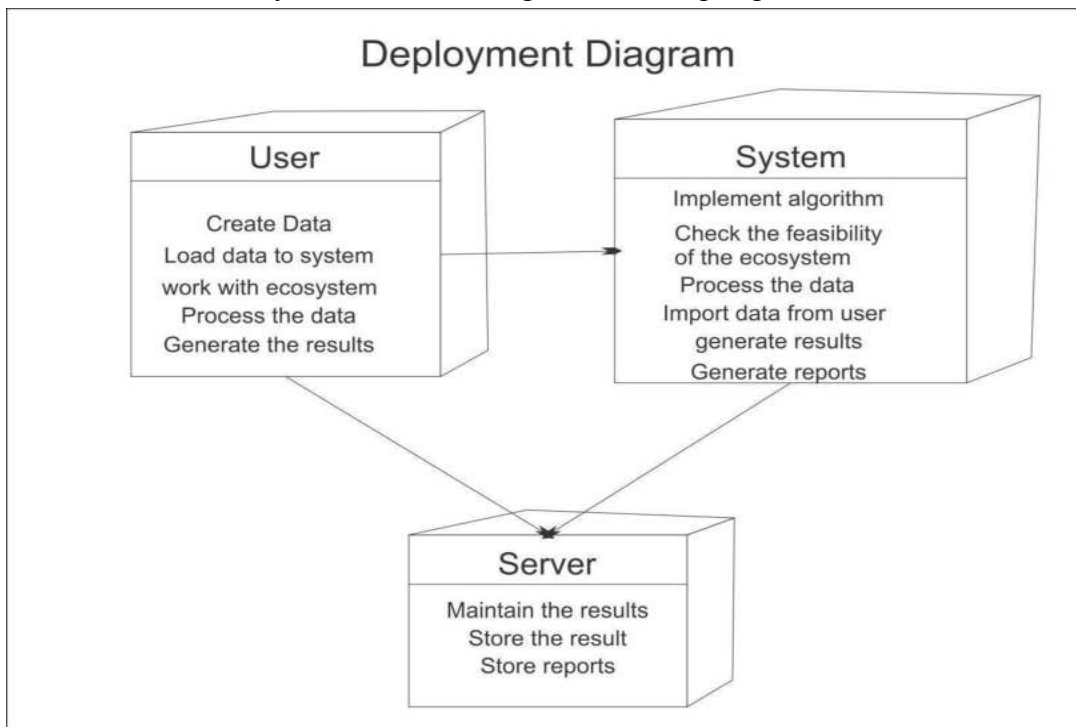 Deployment Diagram
User
Create Data
Load data to system
work with ecosystem
Process the data
Generate the results
System
Implement algorithm
Check the feasibility
of the ecosystem
Process the data
Import data from user
generate results
Generate reports
Server
Maintain the results
Store the result
Store reports